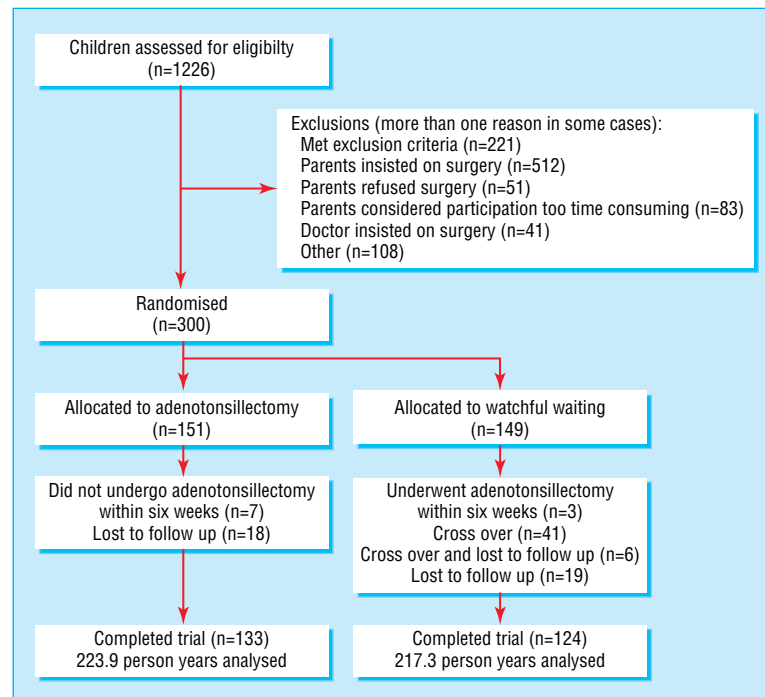 Children assessed for eligibilty
(n=1226)
Exclusions (more than one reason in some cases):
Met exclusion criteria (n=221)
Parents insisted on surgery (n=512)
Parents refused surgery (n=51)
Parents considered participation too time consuming (n=83)
Doctor insisted on surgery (n=41)
Other (n=108)
Randomised
(n=300)
Allocated to adenotonsillectomy
(n=151)
Allocated to watchful waiting
(n=149)
Did not undergo adenotonsillectomy
within six weeks (n=7)
Lost to follow up (n=18)
Underwent adenotonsillectomy
within six weeks (n=3)
Cross over (n=41)
Cross over and lost to follow up (n=6)
Lost to follow up (n=19)
Completed trial (n=133)
223.9 person years analysed
Completed trial (n=124)
217.3 person years analysed